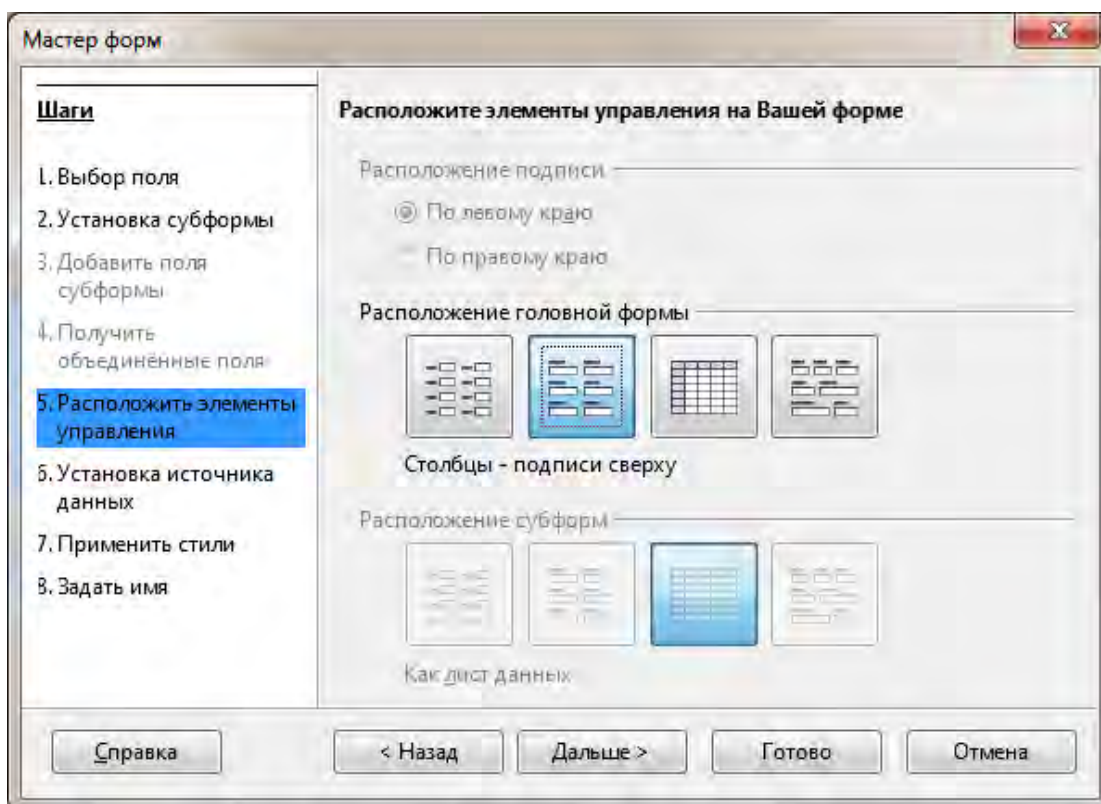 Мастер форм
Шаги
1. Выбор поля
2. Установка субформы
3. Добавить поля
субформы
4. Получить
объединённые поля
5. Расположить элементы
управления
6. Установка источника
данных
7. Применить стили
8. Задать имя
Расположите элементы управления на Вашей форме
Расположение подписи
По левому краю
По правому краю
Расположение головной формы
Столбцы - подписи сверху
Расположение субформ
Как лист данных
Справка
< Назад
Дальше >
Готово
Отмена